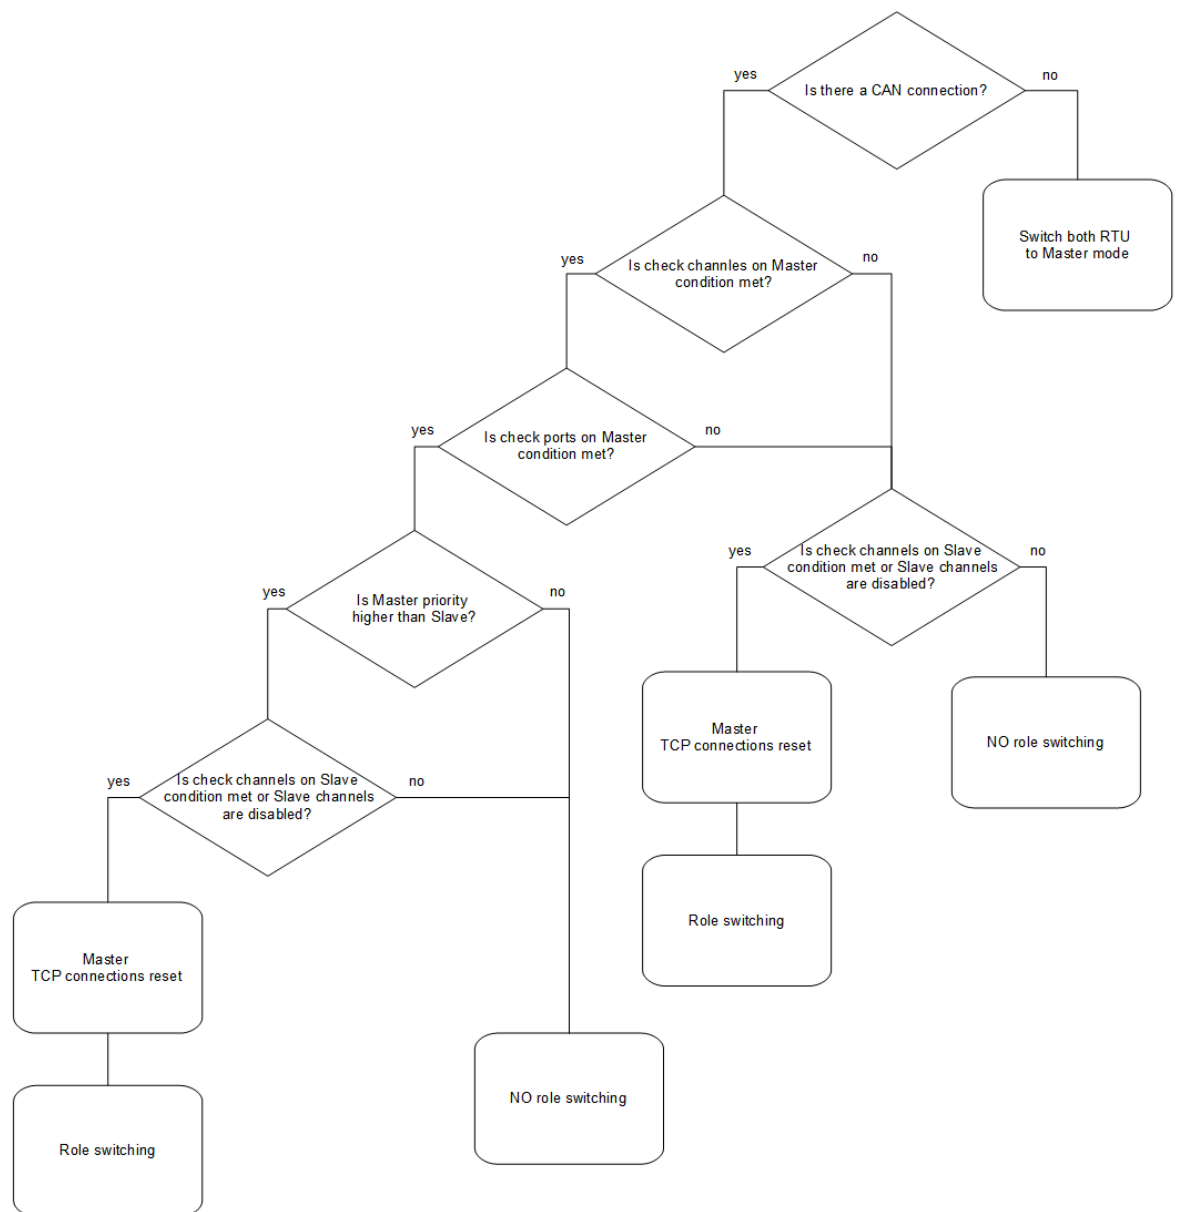 yes
no
Is there a CAN connection?
Switch both RTU
to Master mode
yes
no
Is check channles on Master
condition met?
yes
no
Is check ports on Master
condition met?
yes
no
Is check channels on Slave
condition met or Slave channels
are disabled?
yes
no
Is Master priority
higher than Slave?
Master
TCP connections reset
NO role switching
yes
no
Is check channels on Slave
condition met or Slave channels
are disabled?
Role switching
Master
TCP connections reset
NO role switching
Role switching